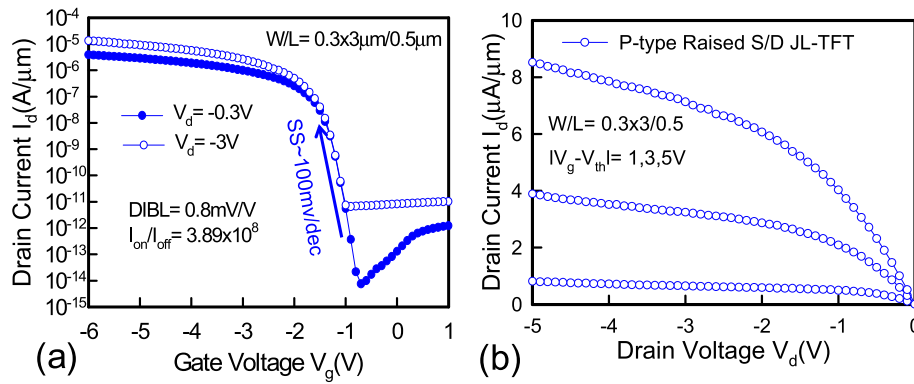 W/L= 0.3x3μm/0.5μm
V_d= -0.3V
V_d= -3V
SS~100mv/dec
DIBL= 0.8mV/V
I_on/I_off= 3.89x10^8
Drain Current I_d(A/μm)
10^-4
10^-5
10^-6
10^-7
10^-8
10^-9
10^-10
10^-11
10^-12
10^-13
10^-14
10^-15
-6 -5 -4 -3 -2 -1 0 1
Gate Voltage V_g(V)
(a)
P-type Raised S/D JL-TFT
W/L= 0.3x3/0.5
|V_g-V_th|= 1,3,5V
Drain Current I_d(μA/μm)
10
8
6
4
2
0
-5 -4 -3 -2 -1 0
Drain Voltage V_d(V)
(b)